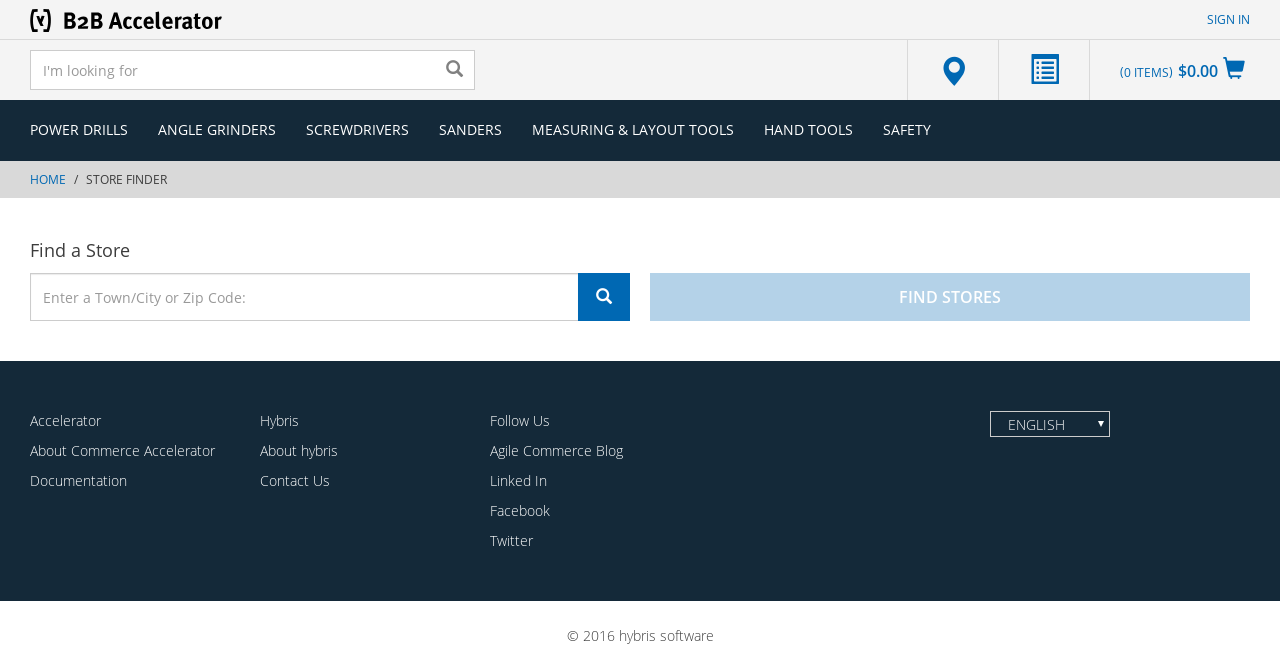 B2B Accelerator
SIGN IN
I'm looking for
(0 ITEMS) $0.00
POWER DRILLS ANGLE GRINDERS SCREWDRIVERS SANDERS MEASURING & LAYOUT TOOLS HAND TOOLS SAFETY
HOME / STORE FINDER
Find a Store
Enter a Town/City or Zip Code:
FIND STORES
Accelerator
About Commerce Accelerator
Documentation
Hybris
About hybris
Contact Us
Follow Us
Agile Commerce Blog
Linked In
Facebook
Twitter
ENGLISH
© 2016 hybris software